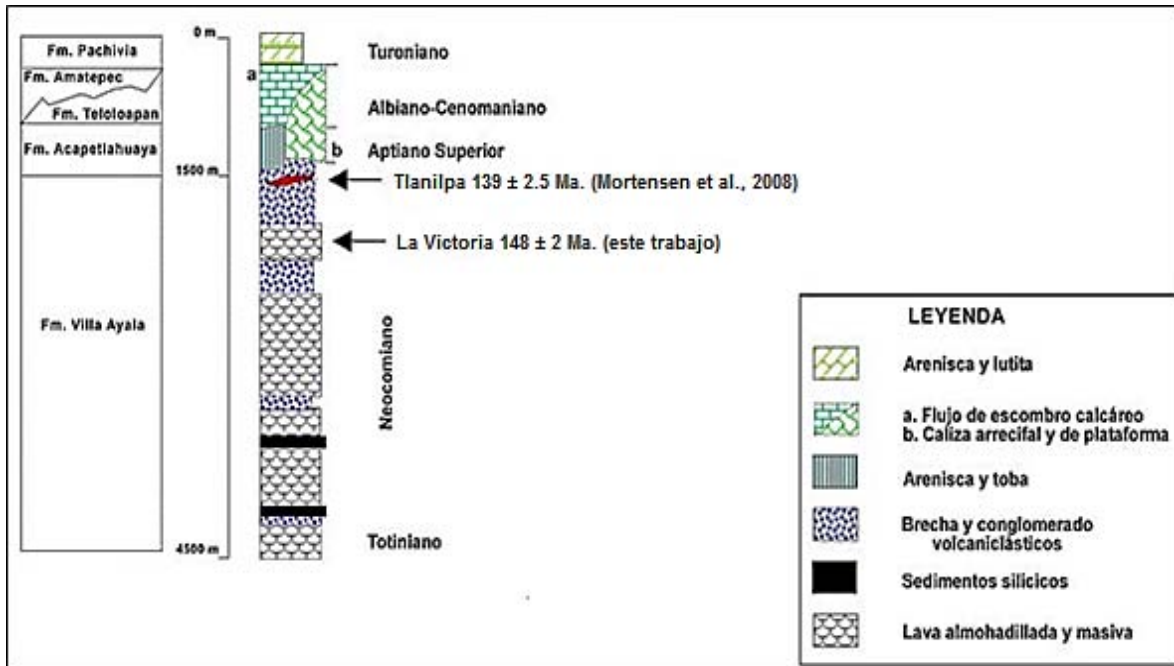 Fm. Pachivia
Fm. Amatepec
Fm. Teloloapan
Fm. Acapetlahuaya
Fm. Villa Ayala
0 m
1500 m
4500 m
a
b
Turoniano
Albiano-Cenomaniano
Aptiano Superior
Tlanilpa 139 ± 2.5 Ma. (Mortensen et al., 2008)
La Victoria 148 ± 2 Ma. (este trabajo)
Neocomiano
Totiniano
LEYENDA
Arenisca y lutita
a. Flujo de escombro calcáreo
b. Caliza arrecifal y de plataforma
Arenisca y toba
Brecha y conglomerado
volcaniclásticos
Sedimentos silicicos
Lava almohadillada y masiva